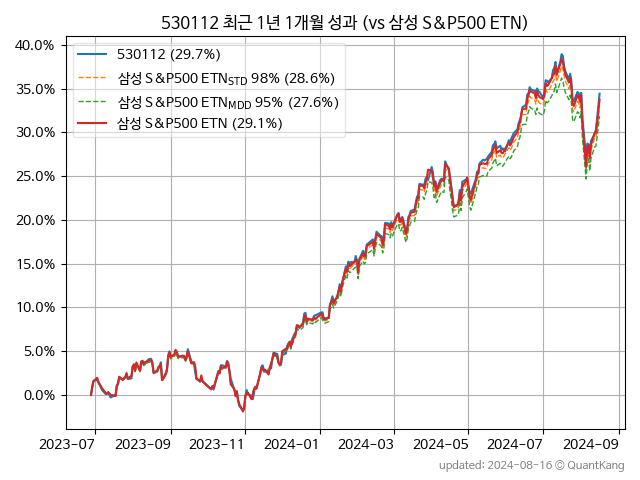 530112 최근 1년 1개월 성과 (vs 삼성 S&P500 ETN)
530112 (29.7%)
삼성 S&P500 ETN_STD 98% (28.6%)
삼성 S&P500 ETN_MDD 95% (27.6%)
삼성 S&P500 ETN (29.1%)
40.0%
35.0%
30.0%
25.0%
20.0%
15.0%
10.0%
5.0%
0.0%
2023-07 2023-09 2023-11 2024-01 2024-03 2024-05 2024-07 2024-09
updated: 2024-08-16 © QuantKang